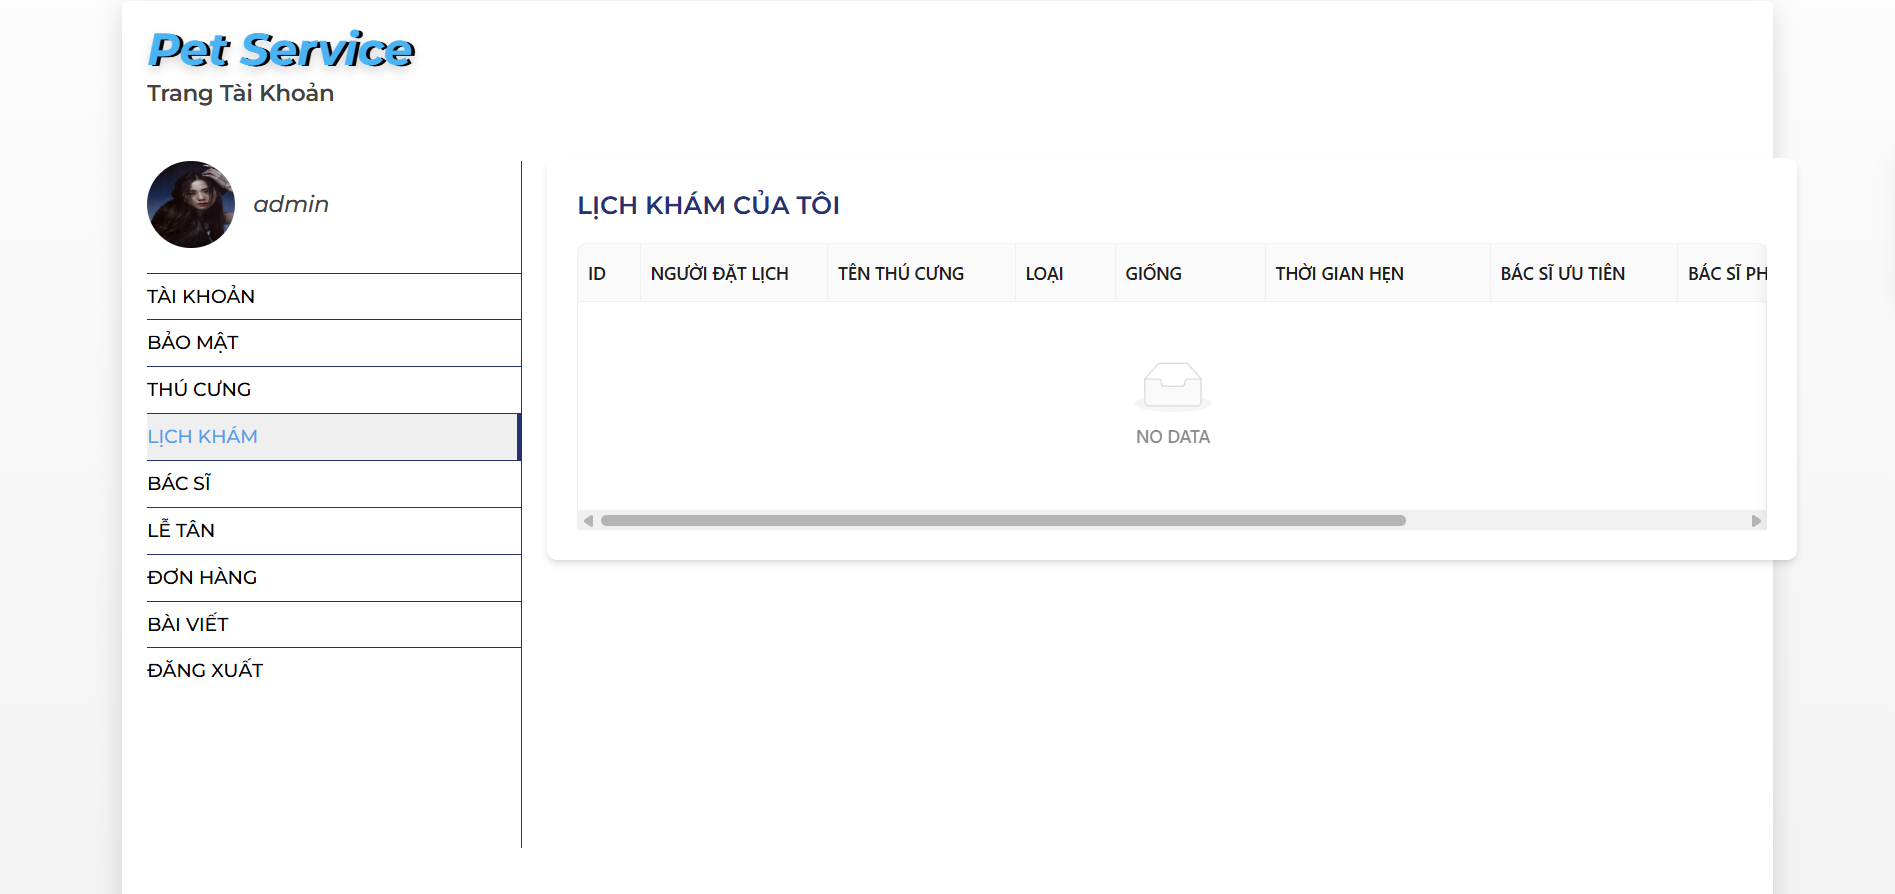 Pet Service
Trang Tài Khoản
admin
TÀI KHOẢN
BẢO MẬT
THÚ CƯNG
LỊCH KHÁM
BÁC SĨ
LỄ TÂN
ĐƠN HÀNG
BÀI VIẾT
ĐĂNG XUẤT
LỊCH KHÁM CỦA TÔI
ID NGƯỜI ĐẶT LỊCH TÊN THÚ CƯNG LOẠI GIỐNG THỜI GIAN HẸN BÁC SĨ ƯU TIÊN BÁC SĨ PH
NO DATA